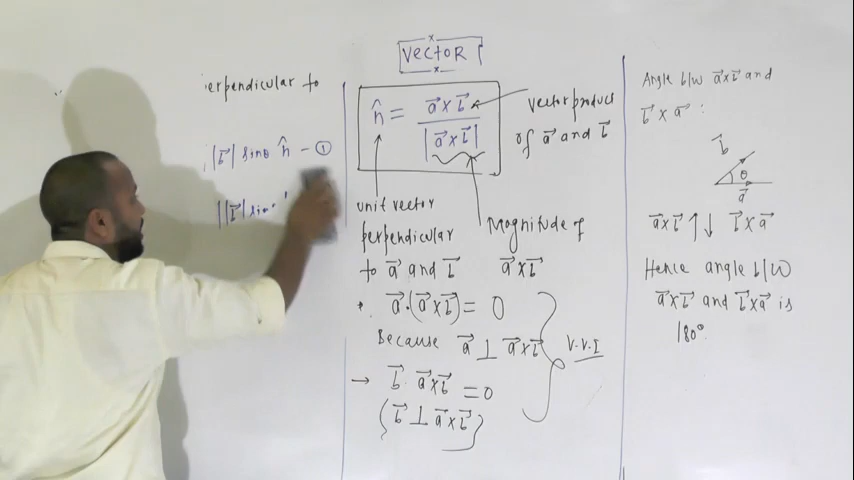 VECTOR
erpendicular to
|b⃗| sinθ n̂ – ①
||b⃗| sin
n̂ = a⃗×b⃗ / |a⃗×b⃗|
vector product
of a⃗ and b⃗
unit vector
perpendicular
to a⃗ and b⃗
Magnitude of
a⃗×b⃗
• a⃗.(a⃗×b⃗) = 0
Because a⃗ ⊥ a⃗×b⃗
V.V.I
→ b⃗. a⃗×b⃗ = 0
{b⃗ ⊥ a⃗×b⃗}
Angle b/w a⃗×b⃗ and
b⃗×a⃗ :
b⃗
θ
a⃗
a⃗×b⃗ ↑↓ b⃗×a⃗
Hence angle b/w
a⃗×b⃗ and b⃗×a⃗ is
180°.